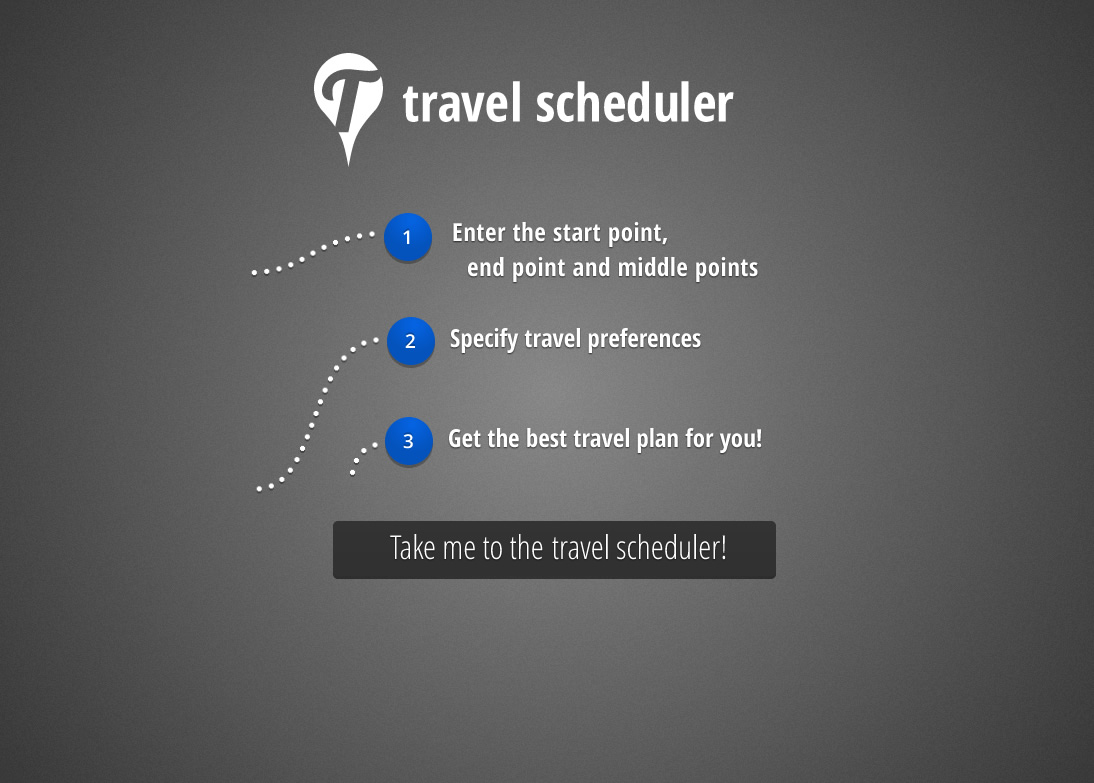 T travel scheduler
1 Enter the start point,
end point and middle points
2 Specify travel preferences
3 Get the best travel plan for you!
Take me to the travel scheduler!